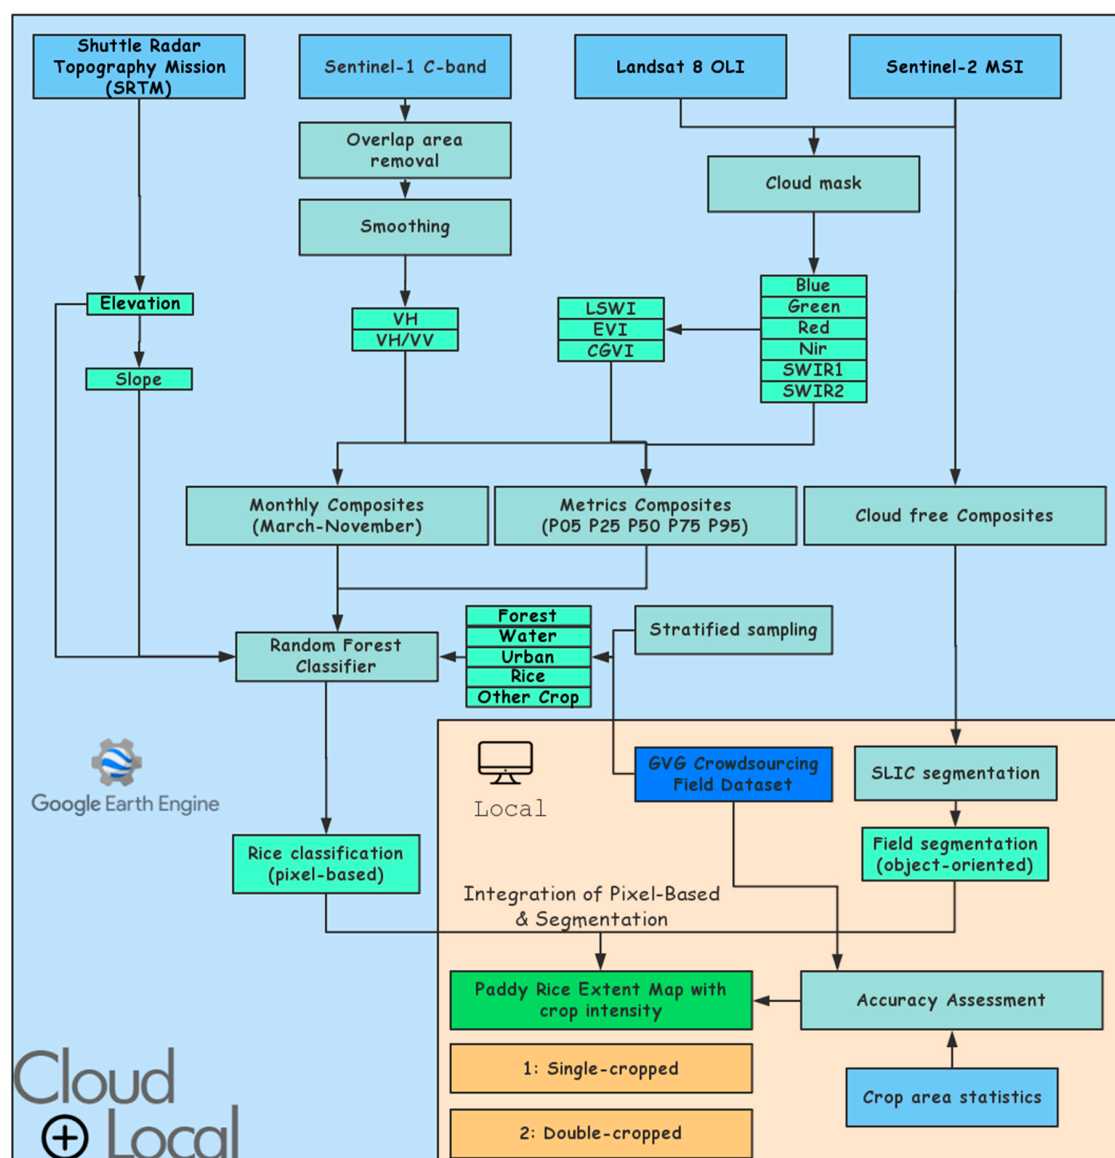 Shuttle Radar
Topography Mission
(SRTM)
Sentinel-1 C-band
Landsat 8 OLI
Sentinel-2 MSI
Overlap area
removal
Cloud mask
Smoothing
Elevation
Slope
VH
VH/VV
LSWI
EVI
CGVI
Blue
Green
Red
Nir
SWIR1
SWIR2
Monthly Composites
(March-November)
Metrics Composites
(P05 P25 P50 P75 P95)
Cloud free Composites
Random Forest
Classifier
Forest
Water
Urban
Rice
Other Crop
Stratified sampling
Google Earth Engine
Local
GVG Crowdsourcing
Field Dataset
SLIC segmentation
Rice classification
(pixel-based)
Field segmentation
(object-oriented)
Integration of Pixel-Based
& Segmentation
Paddy Rice Extent Map with
crop intensity
Accuracy Assessment
1: Single-cropped
2: Double-cropped
Crop area statistics
Cloud
Local